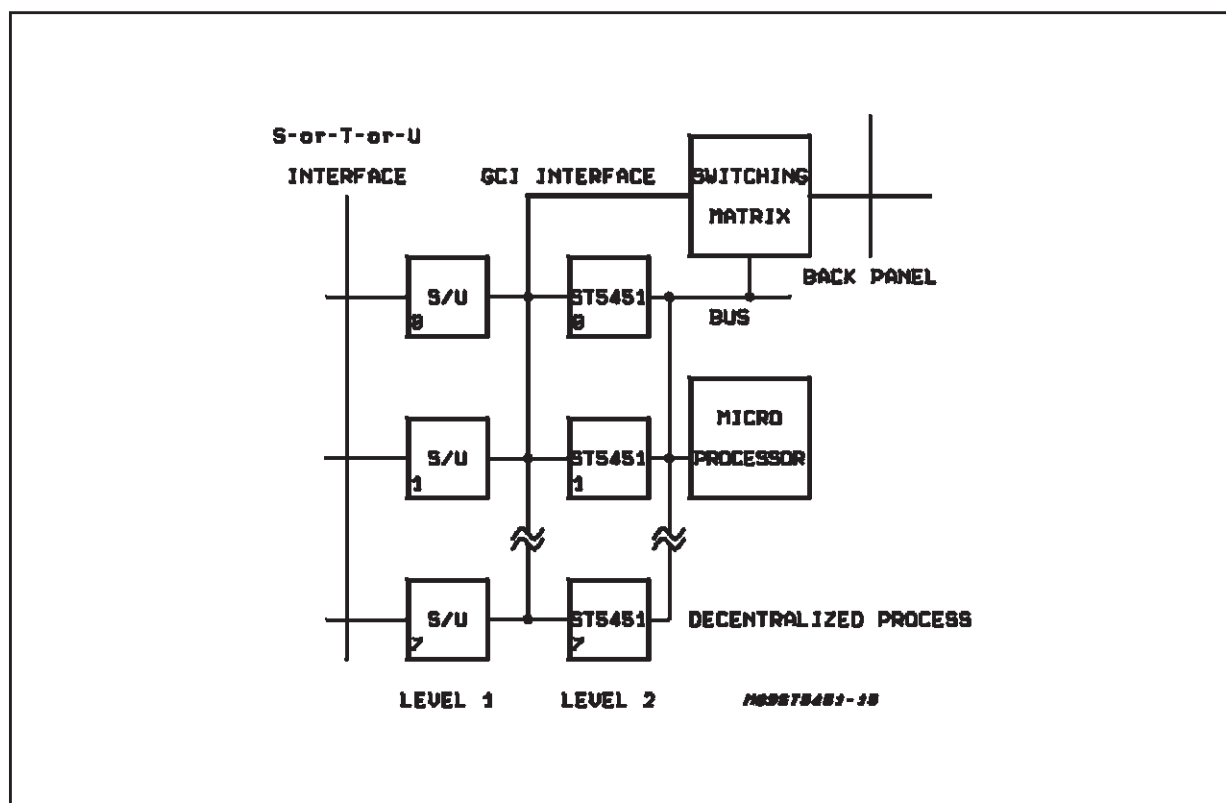 S-or-T-or-U
INTERFACE
GCI INTERFACE
SWITCHING
MATRIX
BACK PANEL
S/U
0
ST5451
0
BUS
S/U
1
ST5451
1
MICRO
PROCESSOR
S/U
7
ST5451
7
DECENTRALIZED PROCESS
LEVEL 1
LEVEL 2